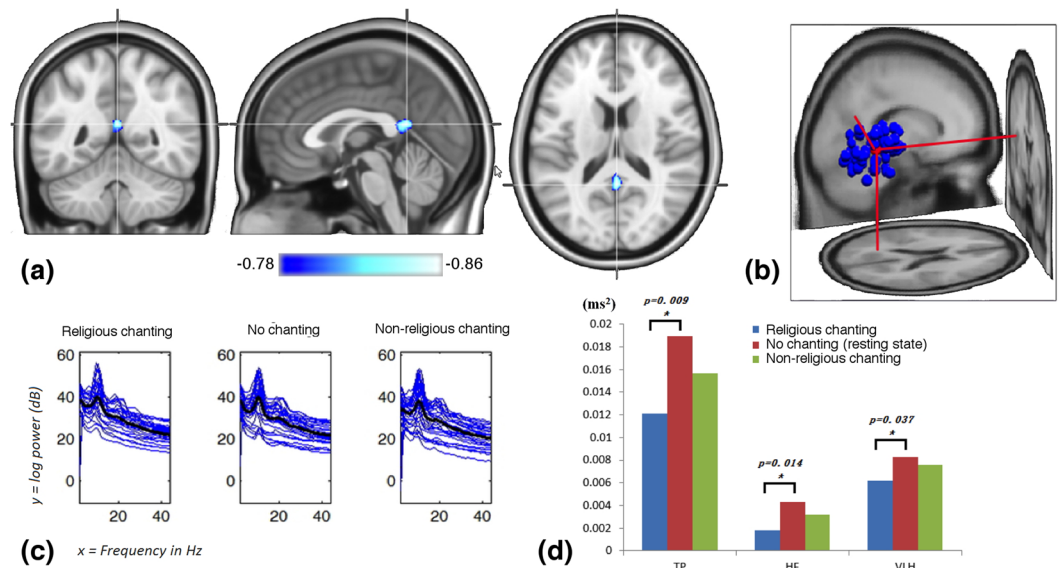 (a)
-0.78
-0.86
(b)
Religious chanting
No chanting
Non-religious chanting
60
40
20
0
20
40
60
40
20
0
20
40
60
40
20
0
20
40
y = log power (dB)
x = Frequency in Hz
(c)
(ms²)
0.02
0.018
0.016
0.014
0.012
0.01
0.008
0.006
0.004
0.002
0
p=0. 009
*
p=0. 014
*
p=0. 037
*
Religious chanting
No chanting (resting state)
Non-religious chanting
TP
HF
(d)